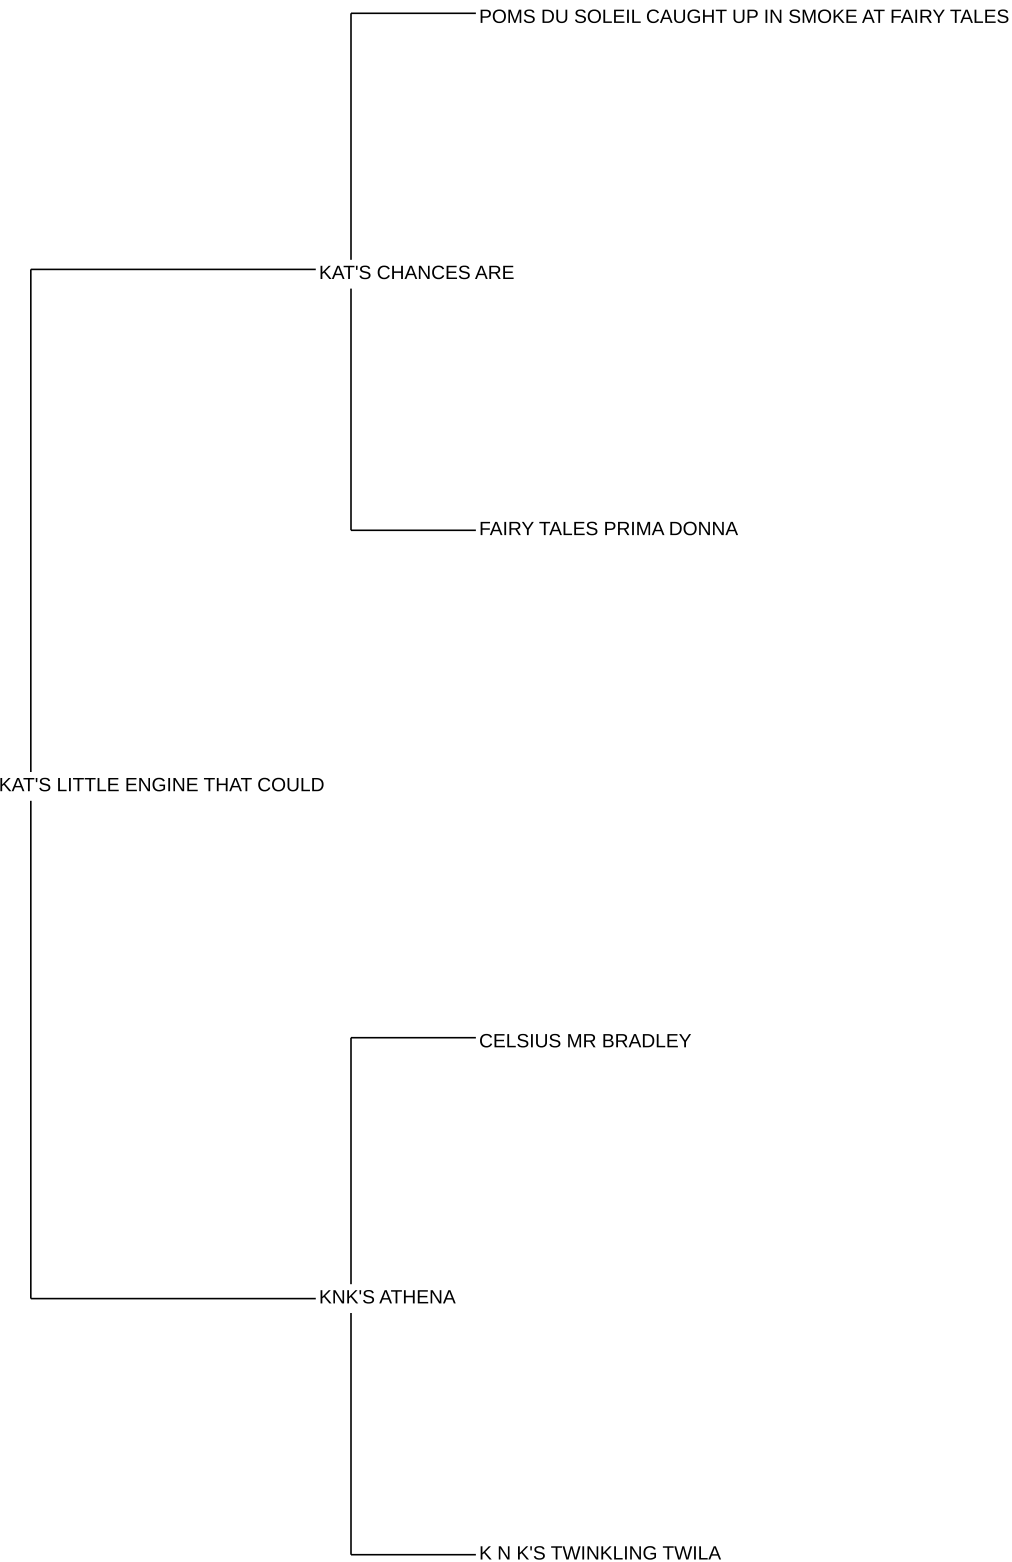 POMS DU SOLEIL CAUGHT UP IN SMOKE AT FAIRY TALES
KAT'S CHANCES ARE
FAIRY TALES PRIMA DONNA
KAT'S LITTLE ENGINE THAT COULD
CELSIUS MR BRADLEY
KNK'S ATHENA
K N K'S TWINKLING TWILA